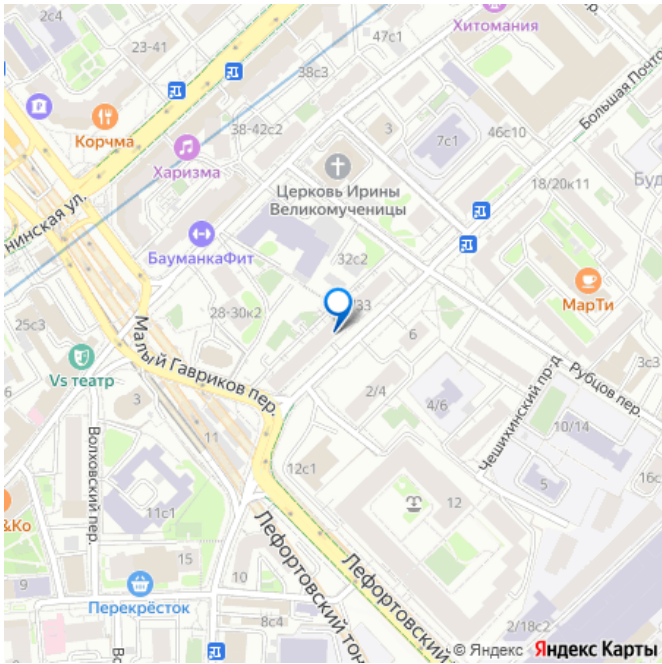 2с4
47с1
Хитомания
23-41
38с3
Корчма
38-42с2
3
7с1
46с10
Большая Почто
Харизма
18/20к11
Церковь Ирины
Великомученицы
Буд
нинская ул.
БауманкаФит
32с2
28-30к2
/33
МарТи
25с3
6
3с3
Малый Гавриков пер.
Vs театр
2/4
4/6
Чешихинский пр-д
Рубцов пер.
3
10/14
11
Волховский пер.
12с1
16с
5
12
11с1
&Ко
15
10
9
Перекрёсток
8с4
Лефортовский тон
Лефортовский
2/18с2
© Яндекс Яндекс Карты